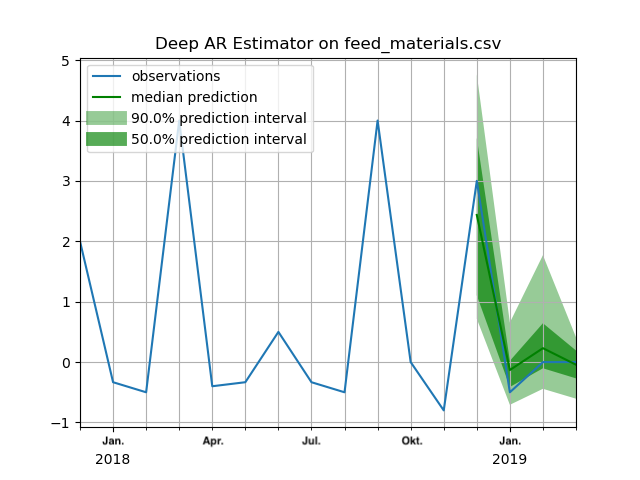 Deep AR Estimator on feed_materials.csv
observations
median prediction
90.0% prediction interval
50.0% prediction interval
5
4
3
2
1
0
−1
Jan. Apr. Jul. Okt. Jan.
2018 2019